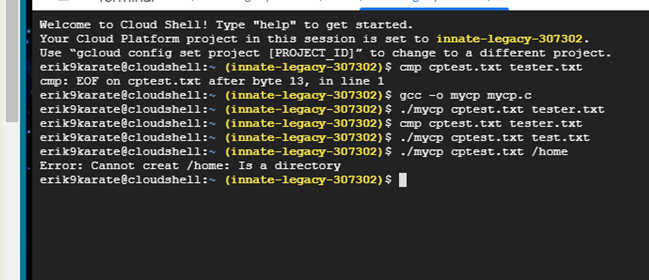 Welcome to Cloud Shell! Type "help" to get started.
Your Cloud Platform project in this session is set to innate-legacy-307302.
Use “gcloud config set project [PROJECT_ID]” to change to a different project.
erik9karate@cloudshell:~ (innate-legacy-307302)$ cmp cptest.txt tester.txt
cmp: EOF on cptest.txt after byte 13, in line 1
erik9karate@cloudshell:~ (innate-legacy-307302)$ gcc -o mycp mycp.c
erik9karate@cloudshell:~ (innate-legacy-307302)$ ./mycp cptest.txt tester.txt
erik9karate@cloudshell:~ (innate-legacy-307302)$ cmp cptest.txt tester.txt
erik9karate@cloudshell:~ (innate-legacy-307302)$ ./mycp cptest.txt test.txt
erik9karate@cloudshell:~ (innate-legacy-307302)$ ./mycp cptest.txt /home
Error: Cannot creat /home: Is a directory
erik9karate@cloudshell:~ (innate-legacy-307302)$